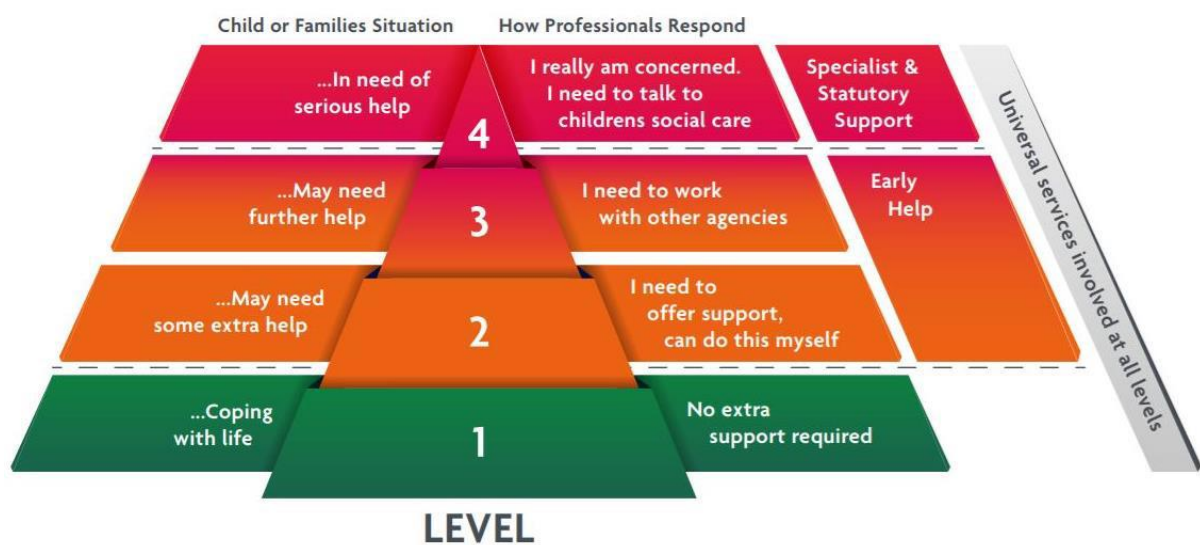 Child or Families Situation
How Professionals Respond
...In need of
serious help
4
I really am concerned.
I need to talk to
childrens social care
Specialist &
Statutory
Support
...May need
further help
3
I need to work
with other agencies
Early
Help
...May need
some extra help
2
I need to
offer support,
can do this myself
...Coping
with life
1
No extra
support required
Universal services involved at all levels
LEVEL